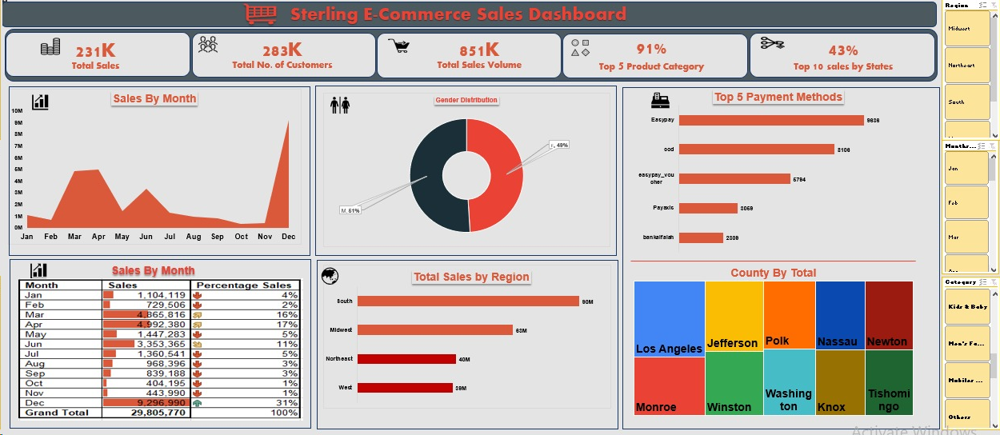 Sterling E-Commerce Sales Dashboard
231K
Total Sales
283K
Total No. of Customers
851K
Total Sales Volume
91%
Top 5 Product Category
43%
Top 10 sales by States
Sales By Month
10M
9M
8M
7M
6M
5M
4M
3M
2M
1M
0M
Jan Feb Mar Apr May Jun Jul Aug Sep Oct Nov Dec
Gender Distribution
F, 49%
M, 51%
Top 5 Payment Methods
Easypay
cod 8106
easypay_vou
cher 5794
Payaxis
bankalfalah 2309
Sales By Month
Month Sales Percentage Sales
Jan 1,104,119 4%
Feb 729,506 2%
Mar 4,865,816 16%
Apr 4,992,380 17%
May 1,447,283 5%
Jun 3,353,365 11%
Jul 1,360,541 5%
Aug 968,396 3%
Sep 839,188 3%
Oct 404,195 1%
Nov 443,990 1%
Dec 9,296,990 31%
Grand Total 29,805,770 100%
Total Sales by Region
South 90M
Midwest 63M
Northeast 40M
West 39M
County By Total
Los Angeles
Jefferson
Polk
Nassau
Newton
Monroe
Winston
Washing
ton
Knox
Tishomi
ngo
Region
Midwest
Northeast
South
Months...
Jan
Feb
Mar
Category
Kids & Baby
Men's Fa...
Mobiles ...
Others
Activate Windows